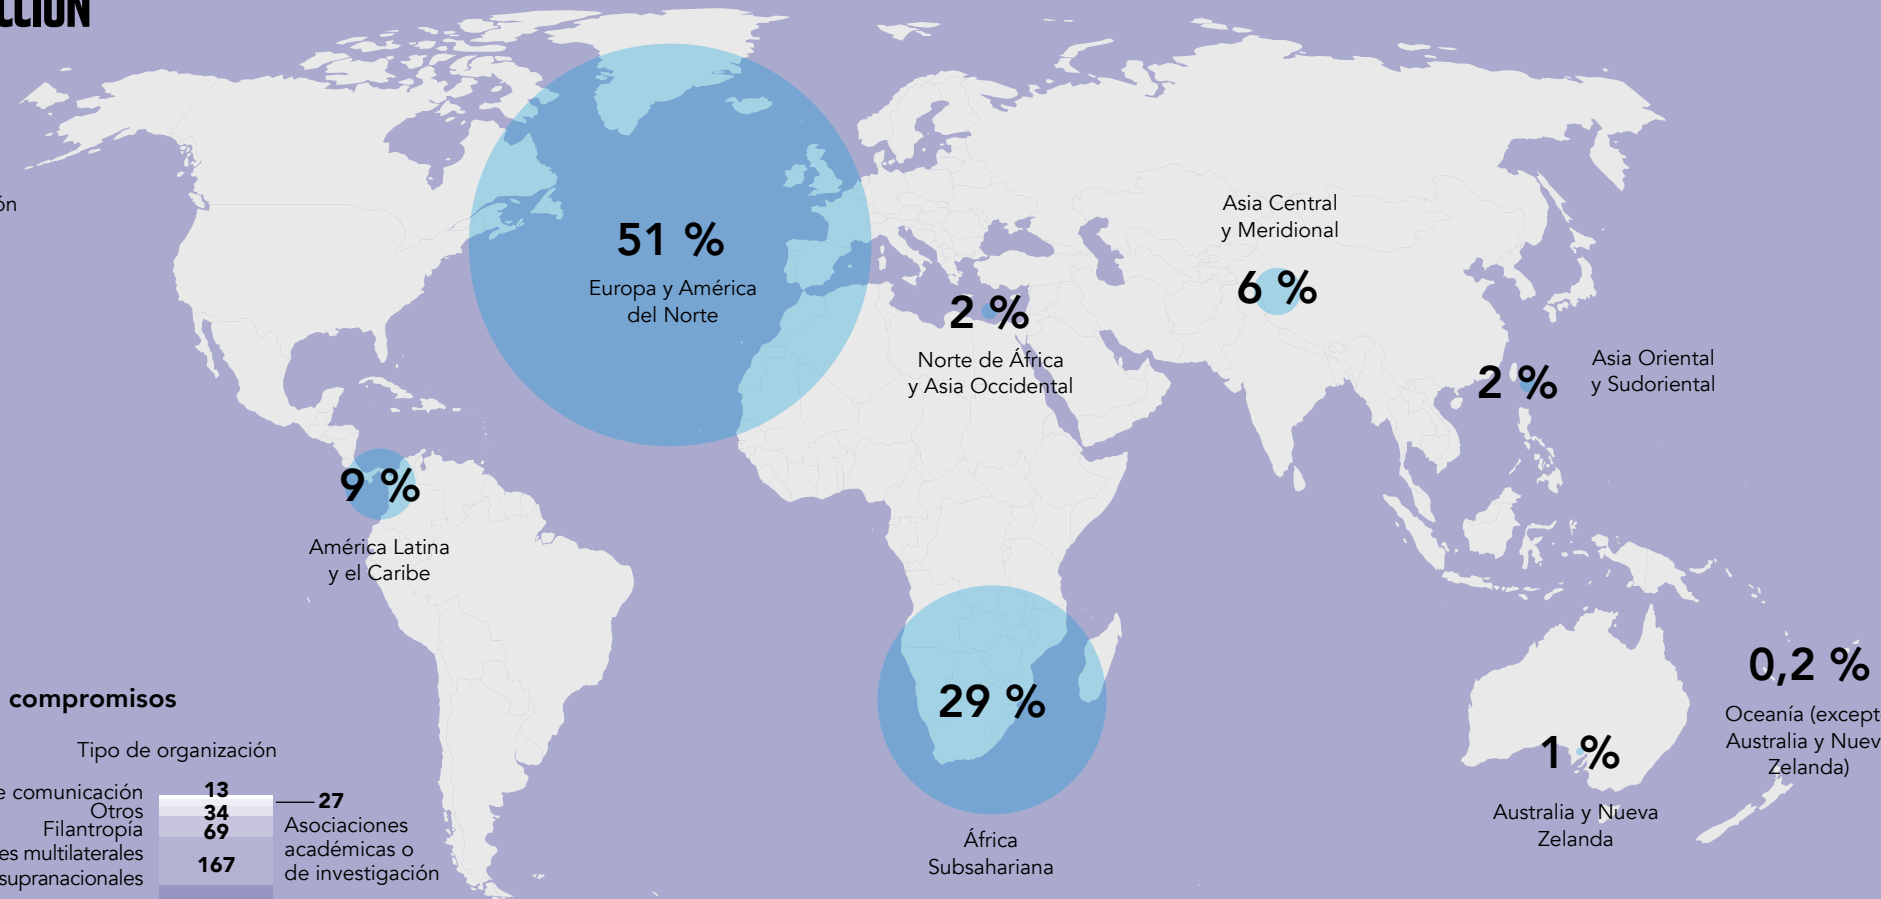 51 %
Europa y América
del Norte
Asia Central
y Meridional
6 %
2 %
Norte de África
y Asia Occidental
2 %
Asia Oriental
y Sudoriental
9 %
América Latina
y el Caribe
29 %
África
Subsahariana
1 %
Australia y Nueva
Zelanda
0,2 %
Oceanía (except
Australia y Nuev
Zelanda)
compromisos
Tipo de organización
comunicación
13
Otros
34
Filantropía
69
multilaterales
167
supranacionales
27
Asociaciones
académicas o
de investigación